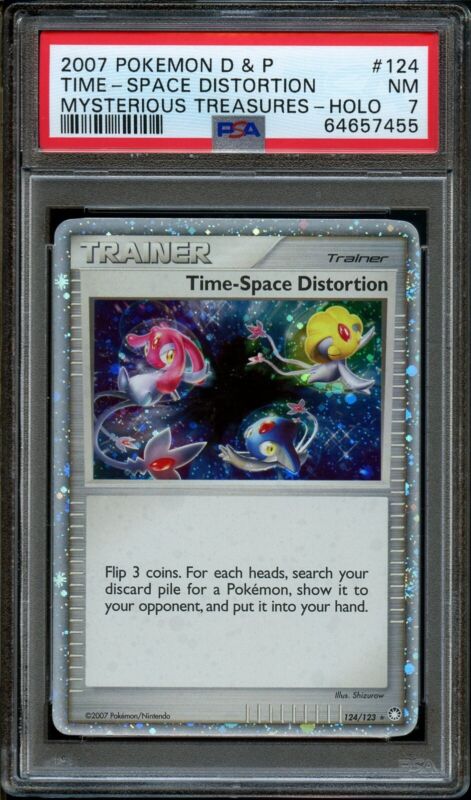 2007 POKEMON D & P #124
TIME-SPACE DISTORTION NM
MYSTERIOUS TREASURES-HOLO 7
PSA 64657455
TRAINER Trainer
Time-Space Distortion
Flip 3 coins. For each heads, search your
discard pile for a Pokémon, show it to
your opponent, and put it into your hand.
Illus. Shizurow
©2007 Pokémon/Nintendo 124/123 ★
PSA